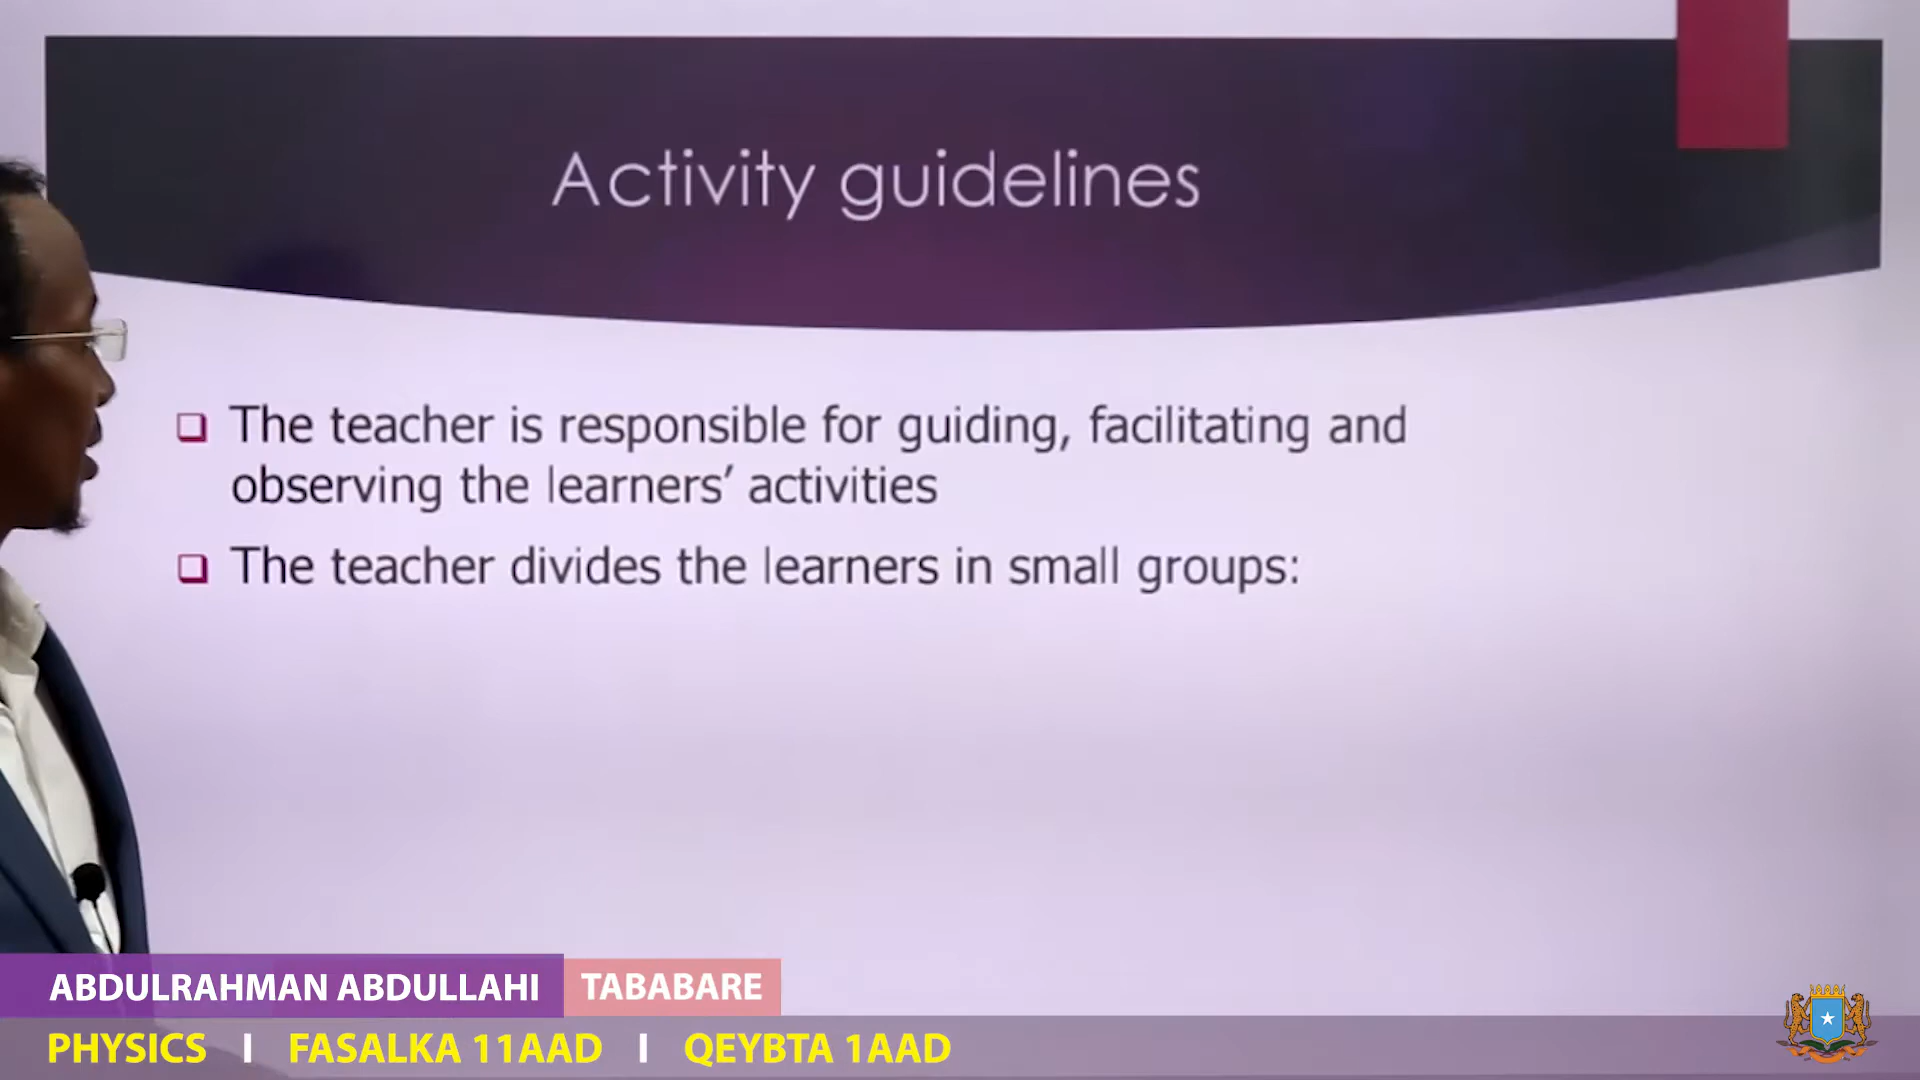 Activity guidelines
❑ The teacher is responsible for guiding, facilitating and
observing the learners’ activities
❑ The teacher divides the learners in small groups:
ABDULRAHMAN ABDULLAHI TABABARE
PHYSICS I FASALKA 11AAD I QEYBTA 1AAD